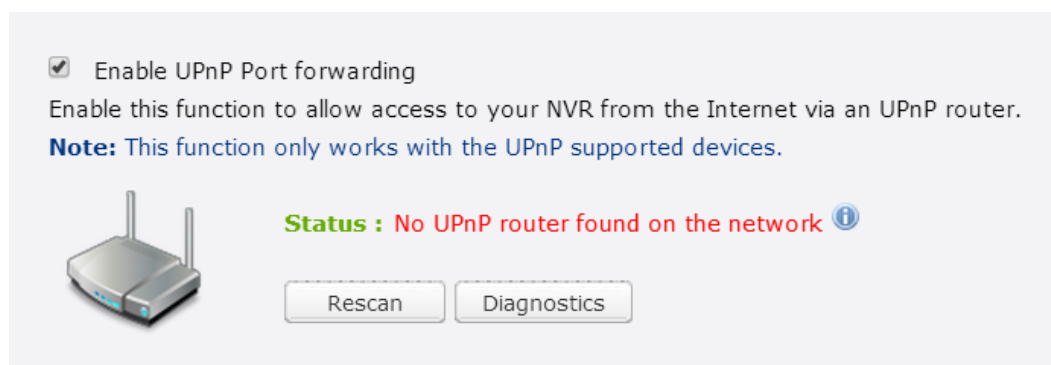 Enable UPnP Port forwarding
Enable this function to allow access to your NVR from the Internet via an UPnP router.
Note: This function only works with the UPnP supported devices.
Status : No UPnP router found on the network
Rescan Diagnostics